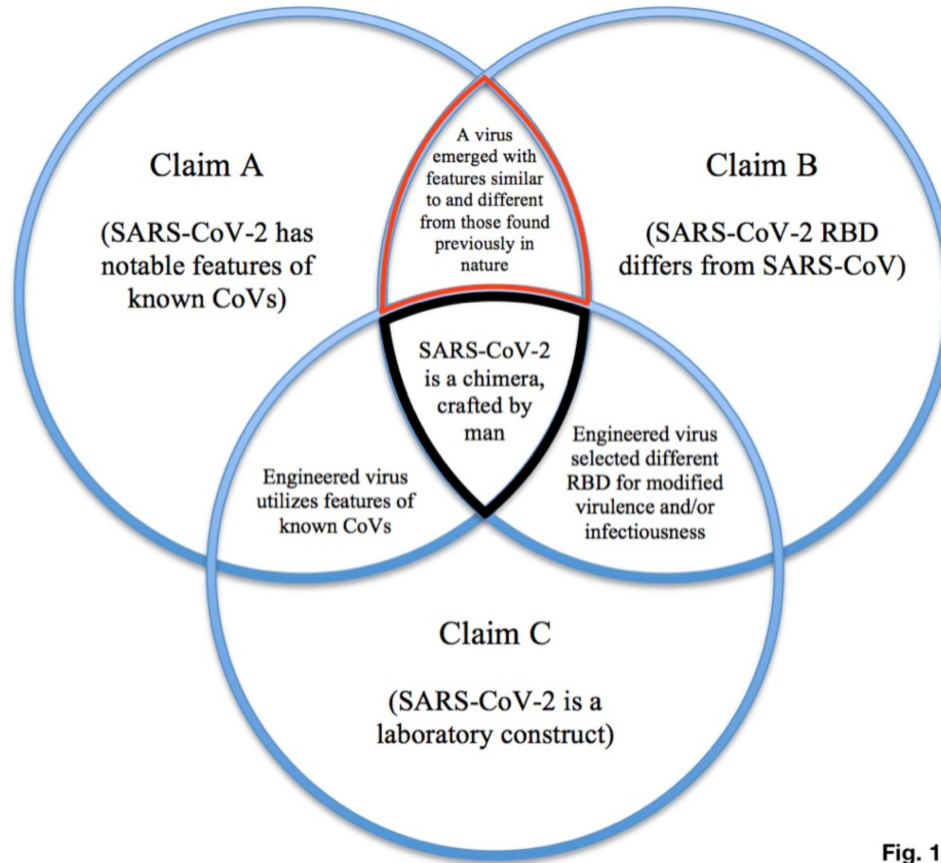 Claim A
(SARS-CoV-2 has
notable features of
known CoVs)
A virus
emerged with
features similar
to and different
from those found
previously in
nature
Claim B
(SARS-CoV-2 RBD
differs from SARS-CoV)
SARS-CoV-2
is a chimera,
crafted by
man
Engineered virus
utilizes features of
known CoVs
Engineered virus
selected different
RBD for modified
virulence and/or
infectiousness
Claim C
(SARS-CoV-2 is a
laboratory construct)
Fig. 1